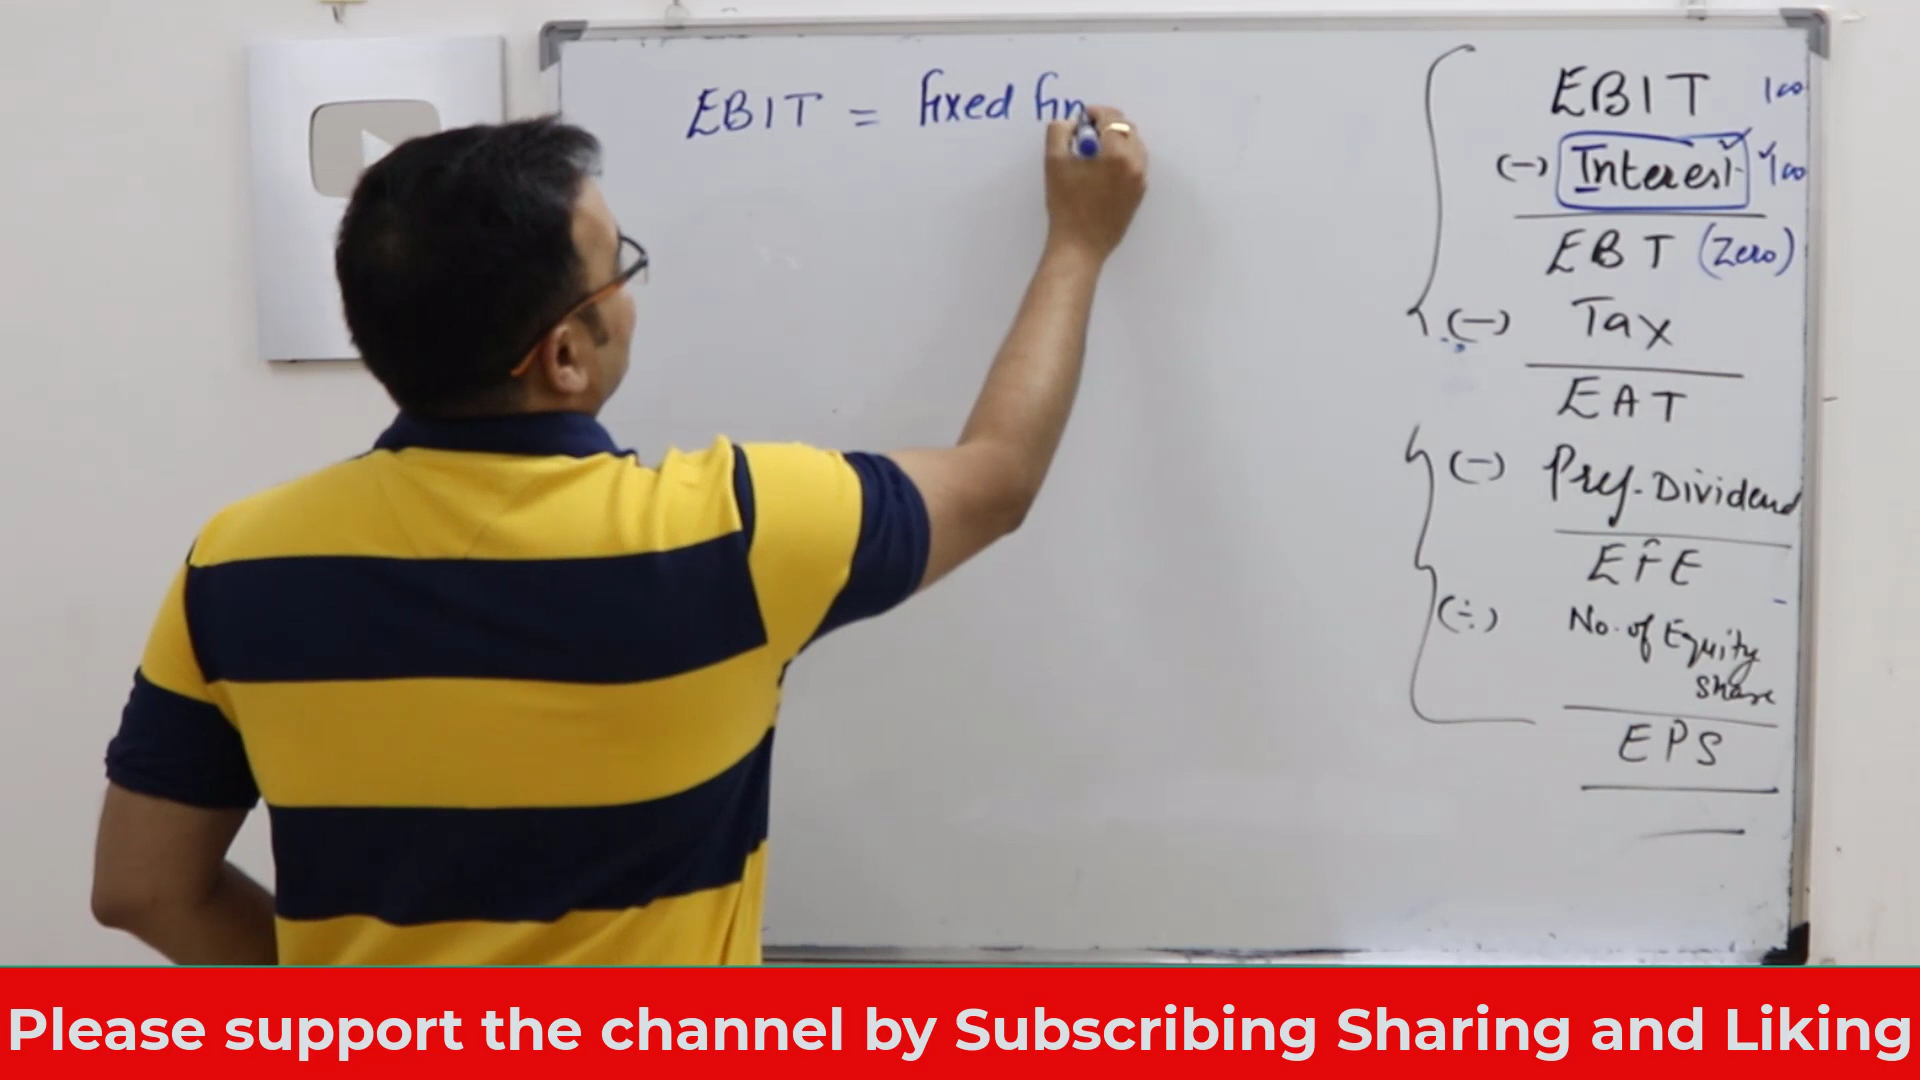 EBIT = fixed fin
EBIT 100
(-) Interest 100
EBT (Zero)
(-) Tax
EAT
(-) Pref. Dividend
EFE
(÷) No. of Equity
Share
EPS
Please support the channel by Subscribing Sharing and Liking